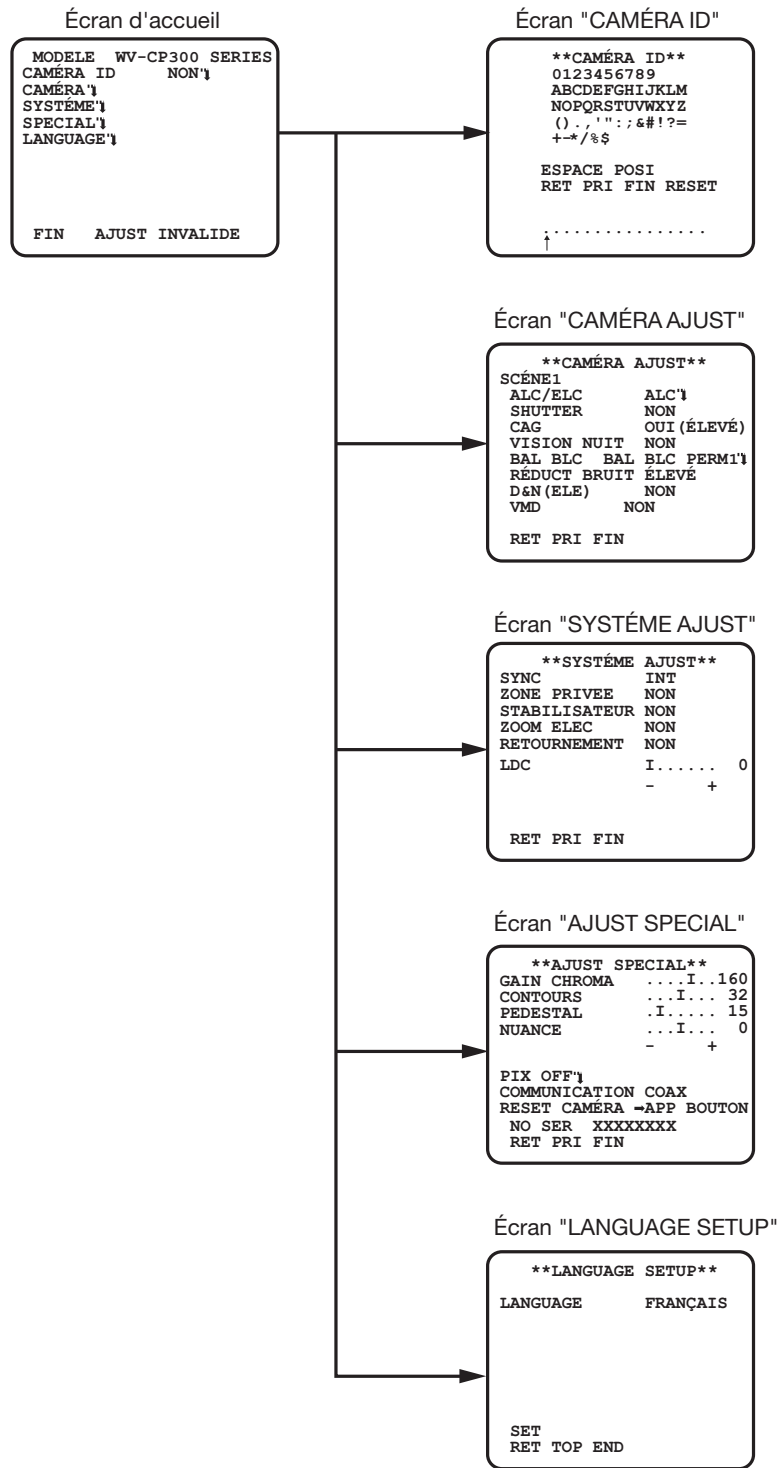 Écran d'accueil
MODELE WV-CP300 SERIES
CAMÉRA ID NON
CAMÉRA
SYSTÉME
SPECIAL
LANGUAGE
FIN AJUST INVALIDE
Écran "CAMÉRA ID"
**CAMÉRA ID**
0123456789
ABCDEFGHIJKLM
NOPQRSTUVWXYZ
().,'":;&#!?=
+-*/%$
ESPACE POSI
RET PRI FIN RESET
................
↑
Écran "CAMÉRA AJUST"
**CAMÉRA AJUST**
SCÉNE1
ALC/ELC ALC
SHUTTER NON
CAG OUI(ÉLEVÉ)
VISION NUIT NON
BAL BLC BAL BLC PERM1
RÉDUCT BRUIT ÉLEVÉ
D&N(ELE) NON
VMD NON
RET PRI FIN
Écran "SYSTÉME AJUST"
**SYSTÉME AJUST**
SYNC INT
ZONE PRIVEE NON
STABILISATEUR NON
ZOOM ELEC NON
RETOURNEMENT NON
LDC I...... 0
- +
RET PRI FIN
Écran "AJUST SPECIAL"
**AJUST SPECIAL**
GAIN CHROMA ....I..160
CONTOURS ...I... 32
PEDESTAL .I..... 15
NUANCE ...I... 0
- +
PIX OFF
COMMUNICATION COAX
RESET CAMÉRA →APP BOUTON
NO SER XXXXXXXX
RET PRI FIN
Écran "LANGUAGE SETUP"
**LANGUAGE SETUP**
LANGUAGE FRANÇAIS
SET
RET TOP END